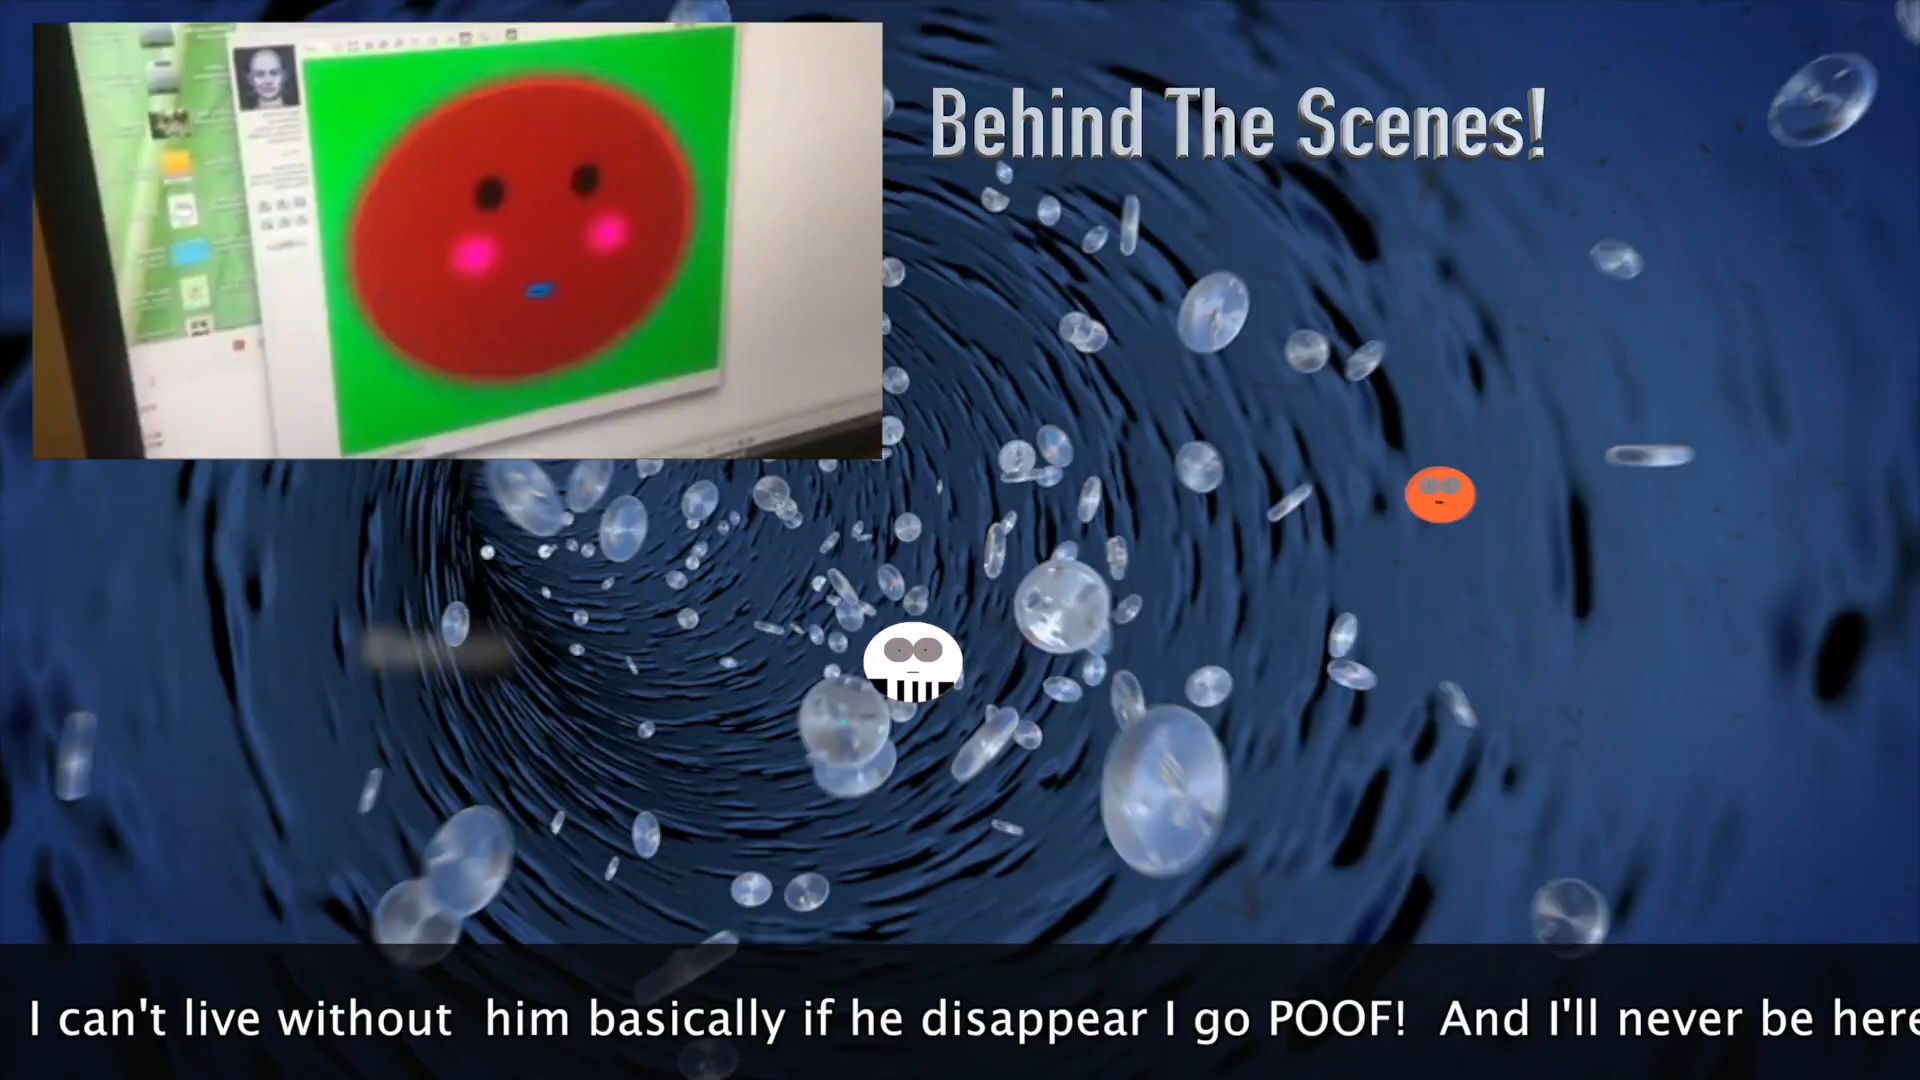 Behind The Scenes!
I can't live without  him basically if he disappear I go POOF!  And I'll never be here